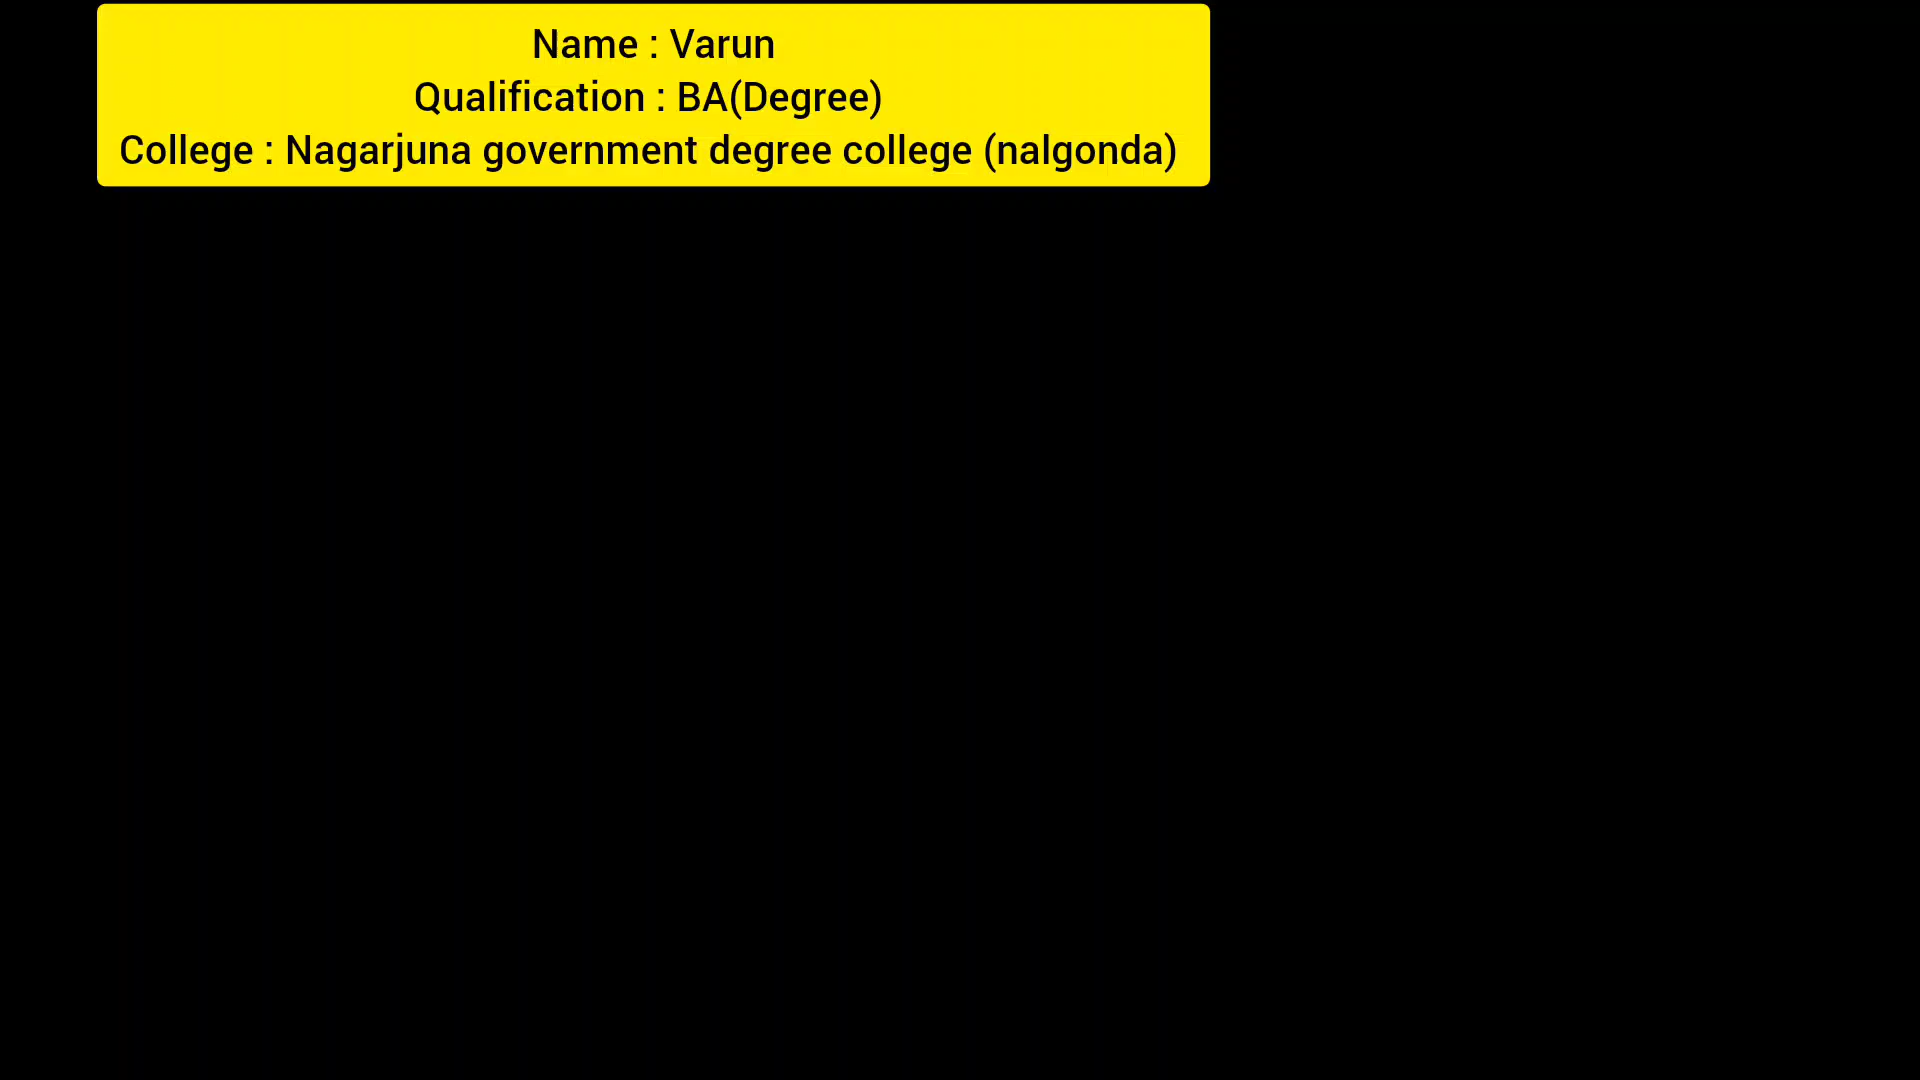 Name : Varun
Qualification : BA(Degree)
College : Nagarjuna government degree college (nalgonda)